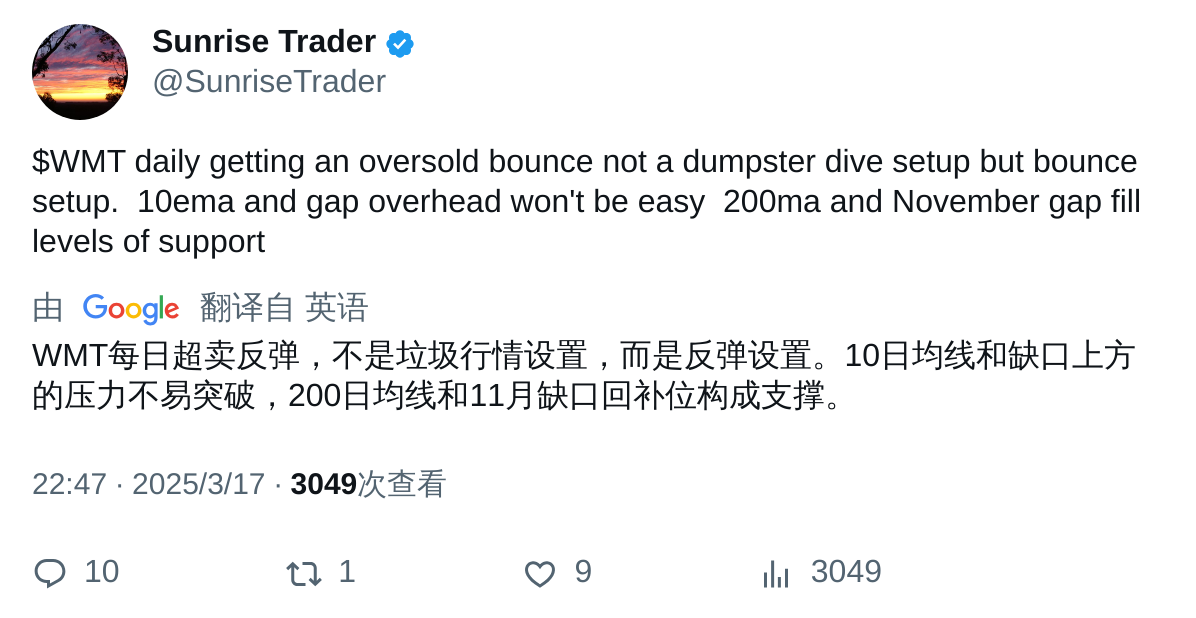 Sunrise Trader
@SunriseTrader
$WMT daily getting an oversold bounce not a dumpster dive setup but bounce
setup.  10ema and gap overhead won't be easy  200ma and November gap fill
levels of support
由 Google 翻译自 英语
WMT每日超卖反弹，不是垃圾行情设置，而是反弹设置。10日均线和缺口上方
的压力不易突破，200日均线和11月缺口回补位构成支撑。
22:47 · 2025/3/17 · 3049次查看
10 1 9 3049